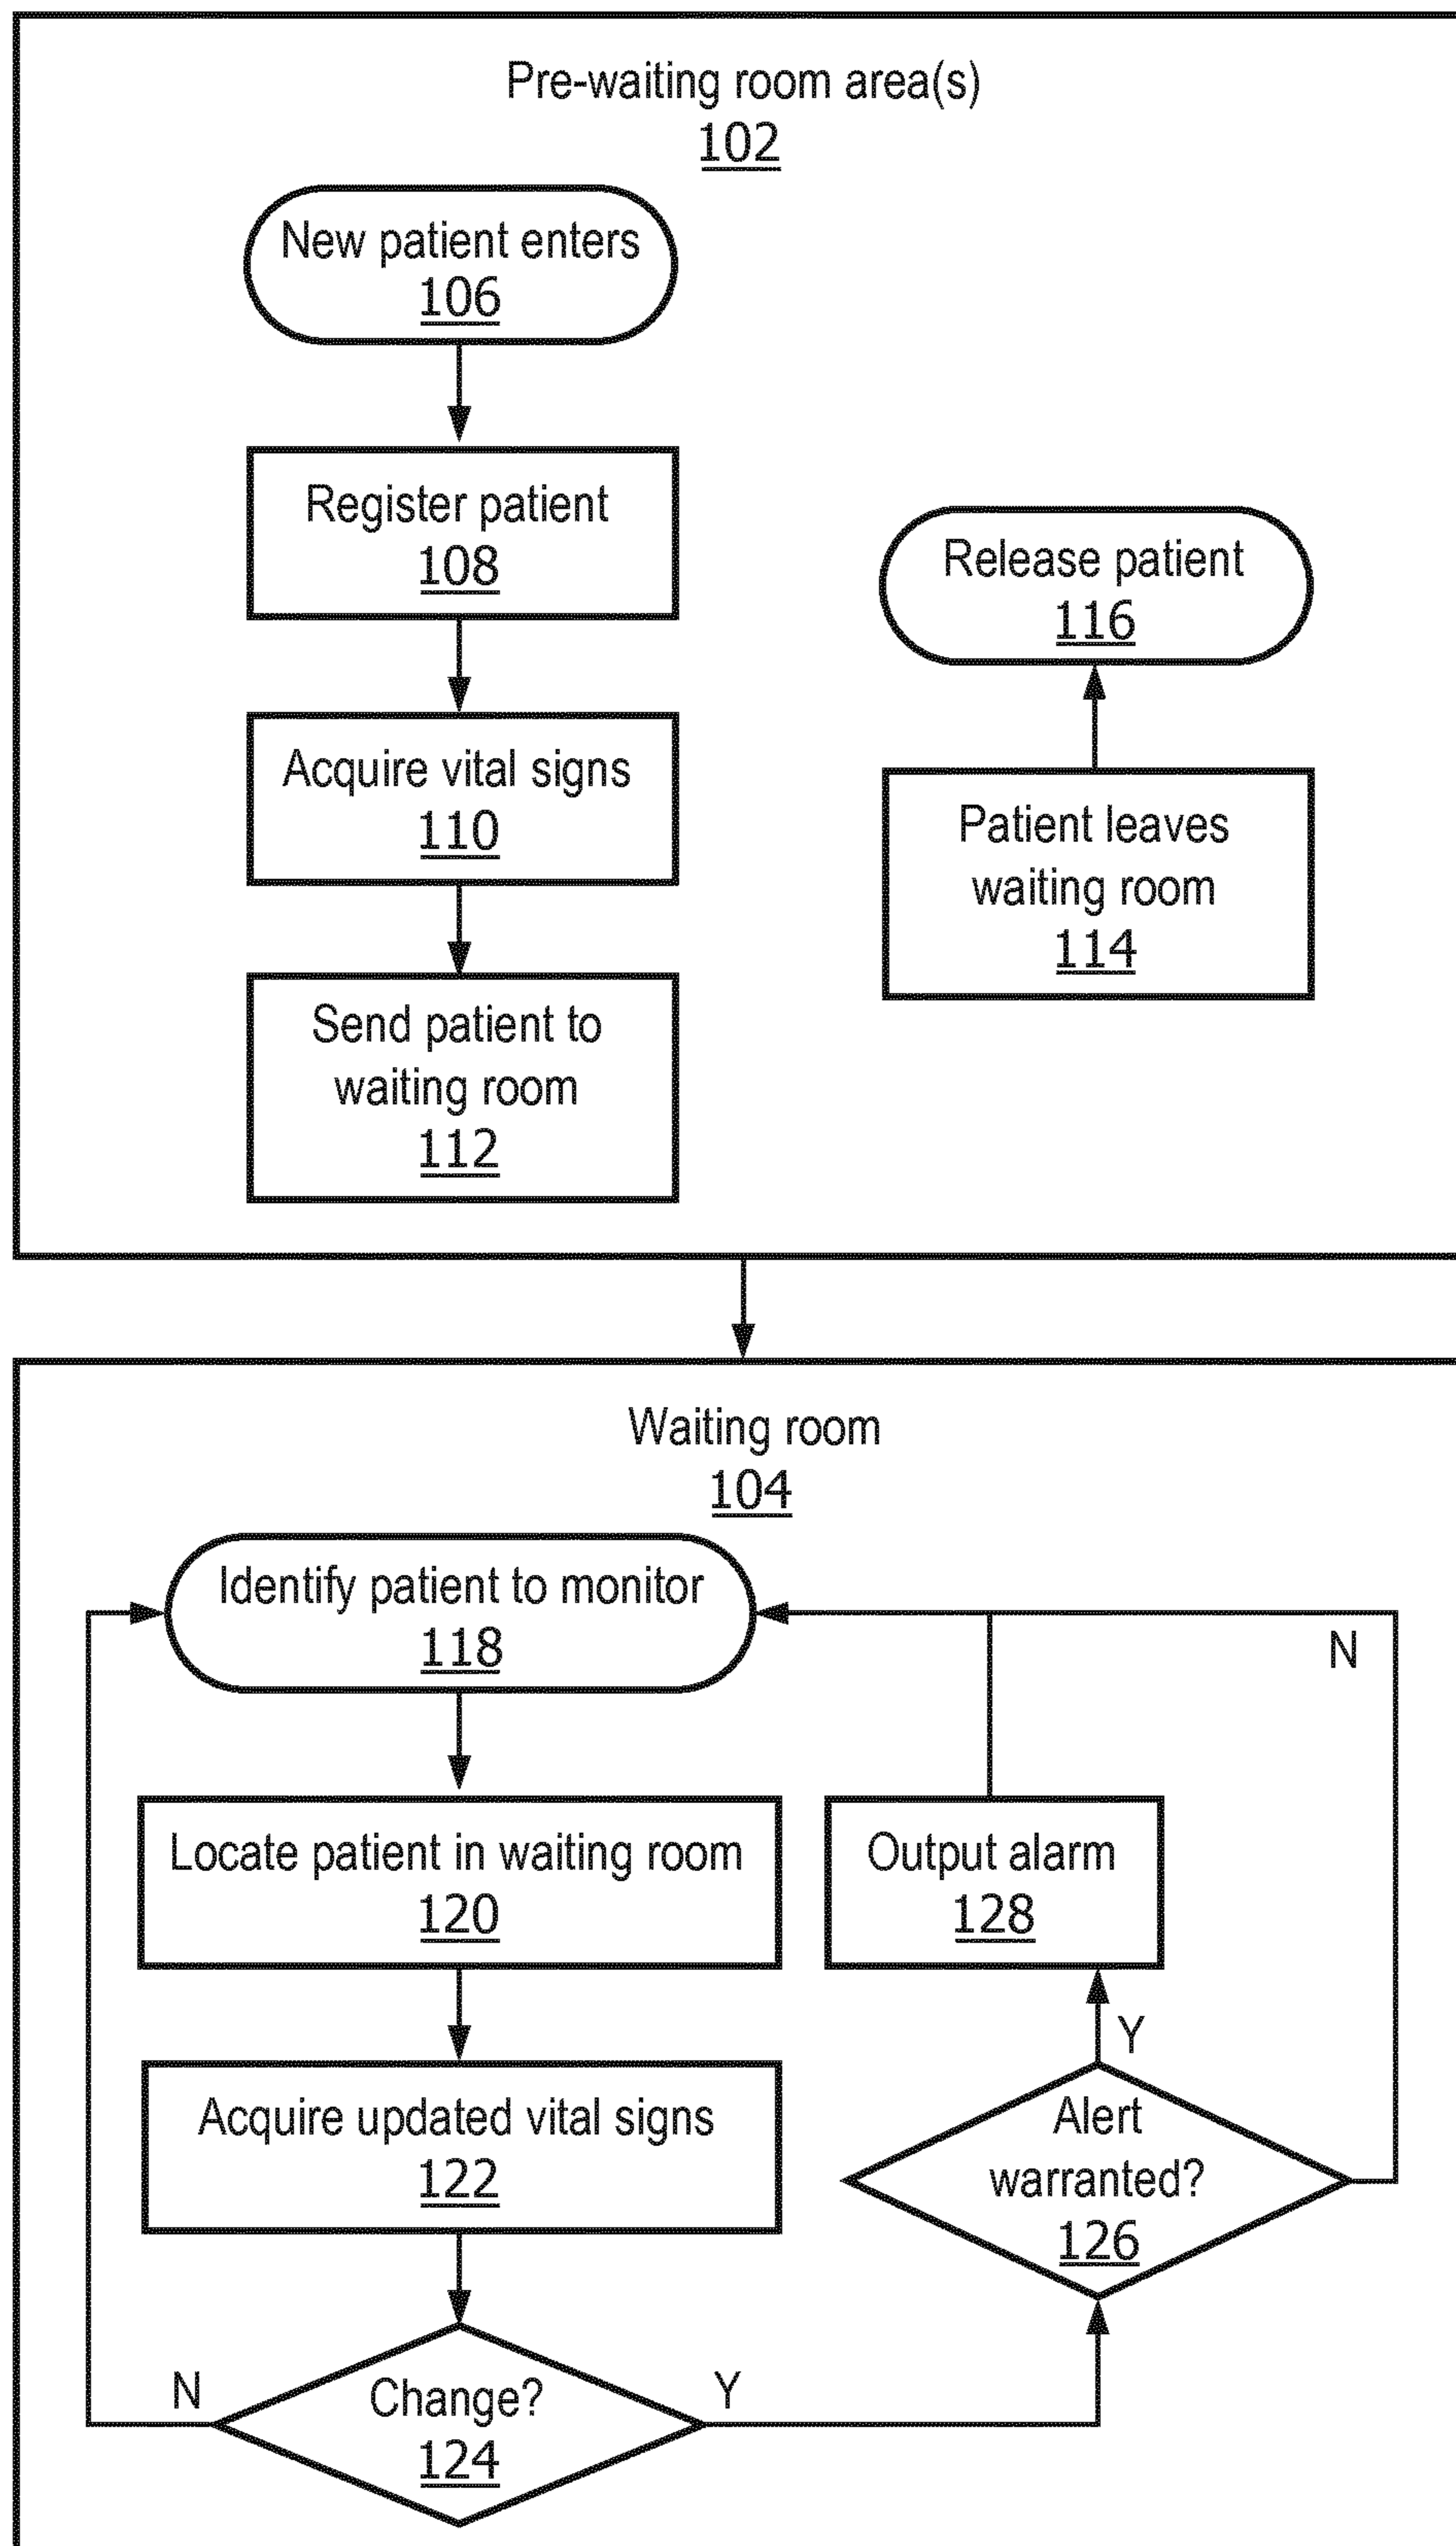 Pre-waiting room area(s)
102
New patient enters
106
Register patient
108
Acquire vital signs
110
Send patient to
waiting room
112
Release patient
116
Patient leaves
waiting room
114
Waiting room
104
Identify patient to monitor
118
N
Locate patient in waiting room
120
Output alarm
128
Y
Acquire updated vital signs
122
Alert
warranted?
126
N
Change?
124
Y